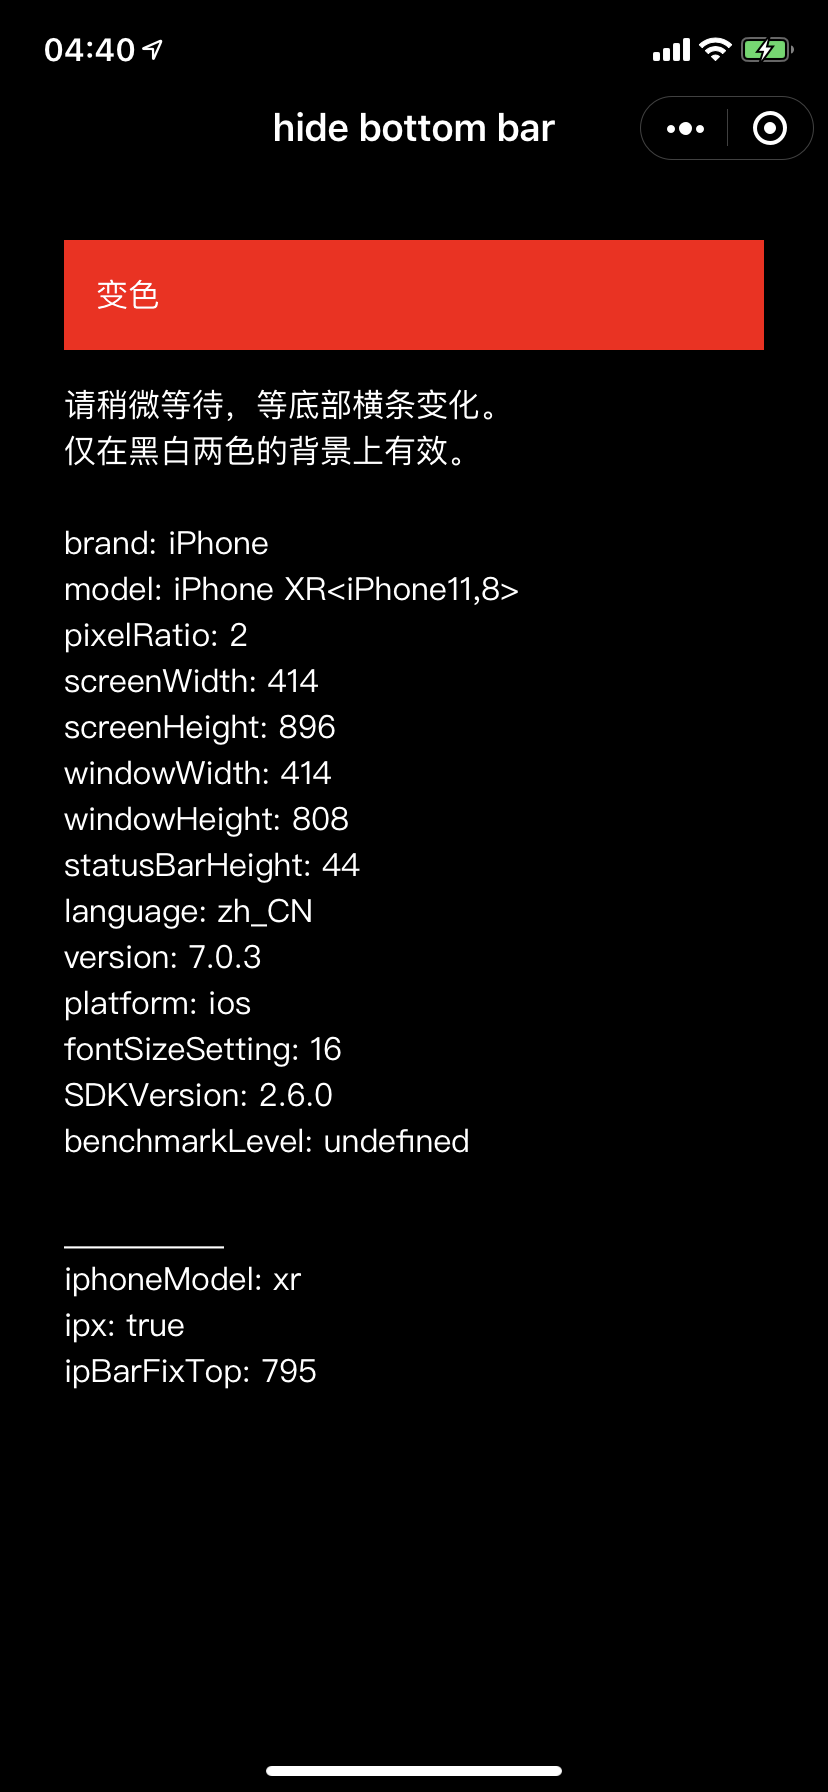 04:40
hide bottom bar
变色
请稍微等待，等底部横条变化。
仅在黑白两色的背景上有效。
brand: iPhone
model: iPhone XR<iPhone11,8>
pixelRatio: 2
screenWidth: 414
screenHeight: 896
windowWidth: 414
windowHeight: 808
statusBarHeight: 44
language: zh_CN
version: 7.0.3
platform: ios
fontSizeSetting: 16
SDKVersion: 2.6.0
benchmarkLevel: undefined
__________
iphoneModel: xr
ipx: true
ipBarFixTop: 795